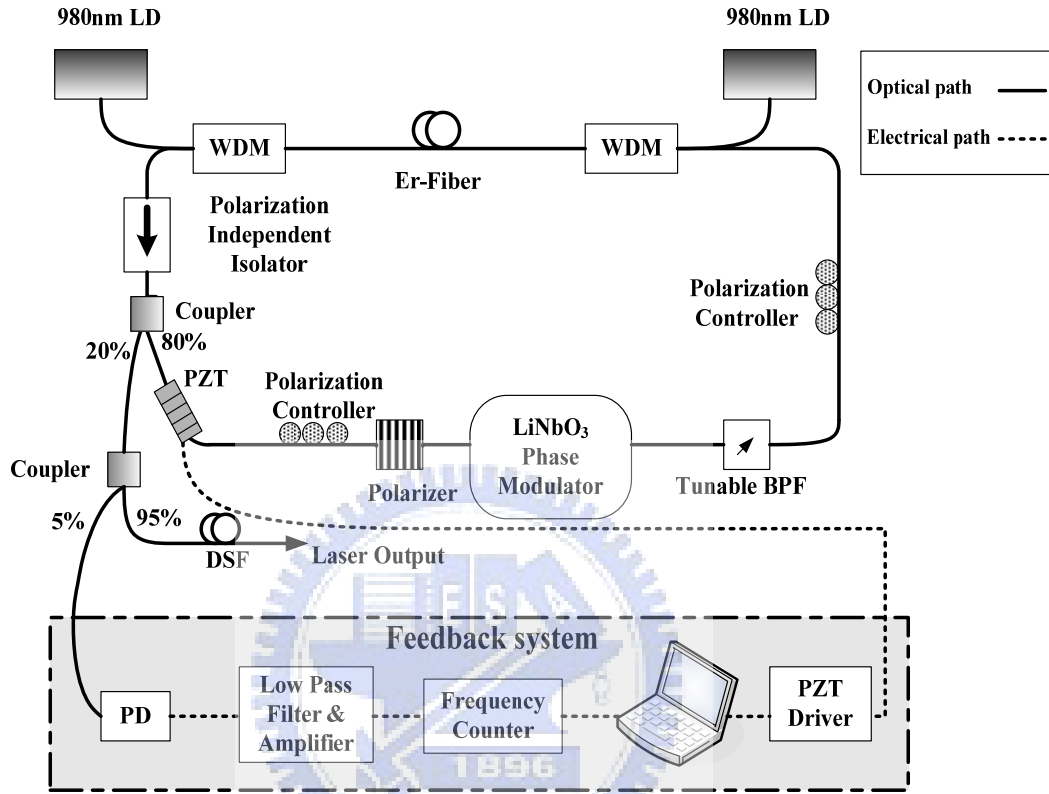 980nm LD
980nm LD
Optical path
Electrical path
WDM
WDM
Er-Fiber
Polarization
Independent
Isolator
Polarization
Controller
Coupler
20%
80%
PZT
Polarization
Controller
LiNbO₃
Phase
Modulator
Polarizer
Tunable BPF
Coupler
5%
95%
DSF
Laser Output
Feedback system
PD
Low Pass
Filter &
Amplifier
Frequency
Counter
PZT
Driver
ESA
1896